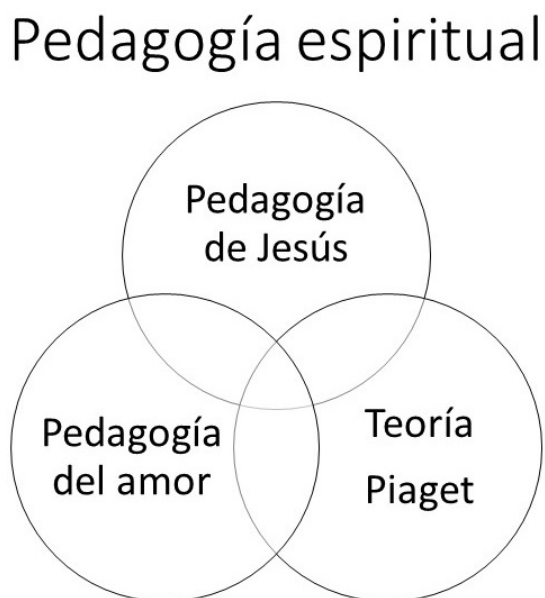 Pedagogía espiritual
Pedagogía
de Jesús
Pedagogía
del amor
Teoría
Piaget